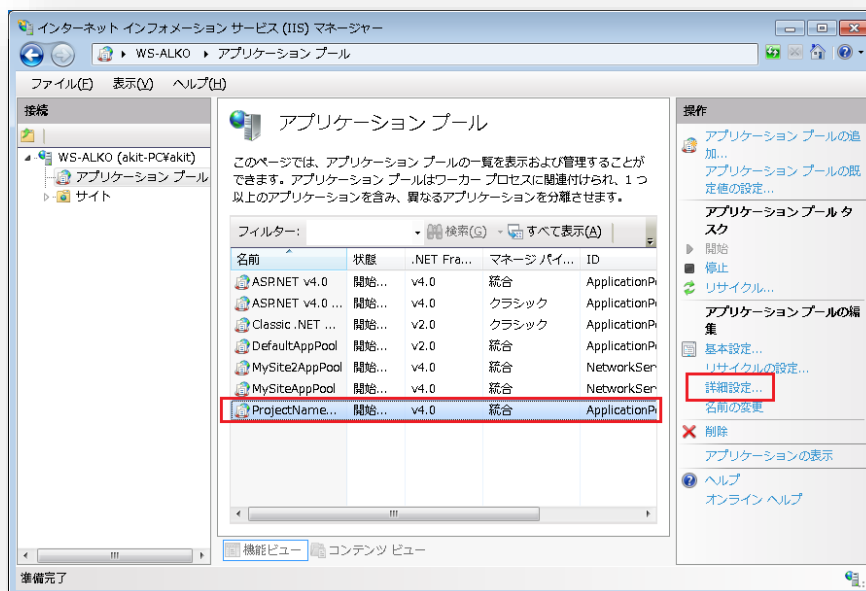 インターネット インフォメーション サービス (IIS) マネージャー
WS-ALKO
アプリケーション プール
ファイル(F) 表示(V) ヘルプ(H)
接続
WS-ALKO (akit-PC¥akit)
アプリケーション プール
サイト
アプリケーション プール
このページでは、アプリケーション プールの一覧を表示および管理することが
できます。アプリケーション プールはワーカー プロセスに関連付けられ、1 つ
以上のアプリケーションを含み、異なるアプリケーションを分離させます。
フィルター: 検索(G) すべて表示(A)
名前 状態 .NET Fra... マネージ パイ... ID
ASP.NET v4.0 開始... v4.0 統合 ApplicationP
ASP.NET v4.0 ... 開始... v4.0 クラシック ApplicationP
Classic .NET ... 開始... v2.0 クラシック ApplicationP
DefaultAppPool 開始... v2.0 統合 ApplicationP
MySite2AppPool 開始... v4.0 統合 NetworkSer
MySiteAppPool 開始... v4.0 統合 NetworkSer
ProjectName... 開始... v4.0 統合 ApplicationP
機能ビュー コンテンツ ビュー
操作
アプリケーション プールの追
加...
アプリケーション プールの既
定値の設定...
アプリケーション プール タ
スク
開始
停止
リサイクル...
アプリケーション プールの編
集
基本設定...
リサイクルの設定...
詳細設定...
名前の変更
削除
アプリケーションの表示
ヘルプ
オンライン ヘルプ
準備完了